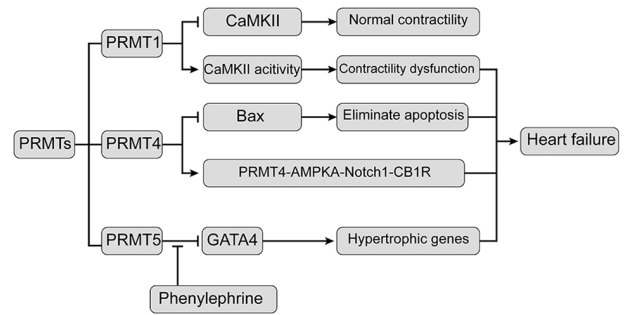 CaMKII
Normal contractility
PRMT1
CaMKII acitivity
Contractility dysfunction
PRMTs
PRMT4
Bax
Eliminate apoptosis
Heart failure
PRMT4-AMPKA-Notch1-CB1R
PRMT5
GATA4
Hypertrophic genes
Phenylephrine